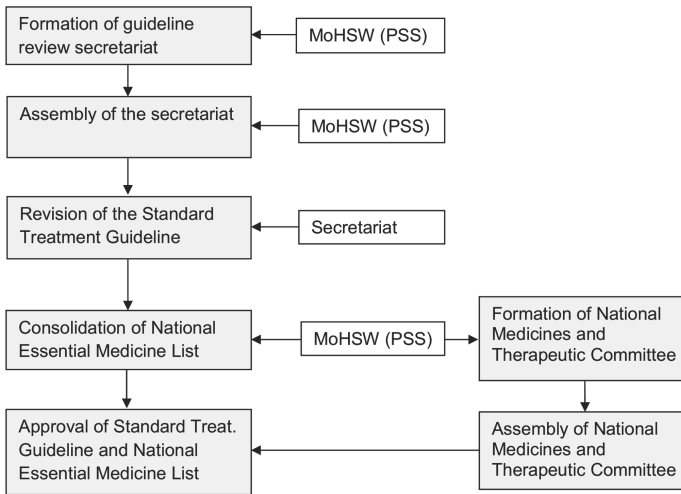 Formation of guideline
review secretariat
MoHSW (PSS)
Assembly of the secretariat
MoHSW (PSS)
Revision of the Standard
Treatment Guideline
Secretariat
Consolidation of National
Essential Medicine List
MoHSW (PSS)
Formation of National
Medicines and
Therapeutic Committee
Approval of Standard Treat.
Guideline and National
Essential Medicine List
Assembly of National
Medicines and
Therapeutic Committee